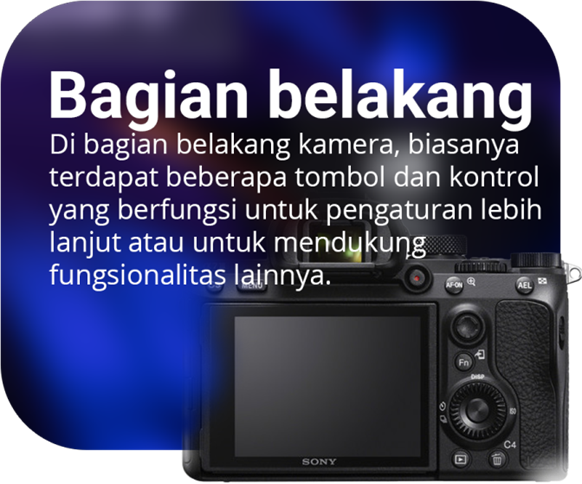 Bagian belakang
Di bagian belakang kamera, biasanya
terdapat beberapa tombol dan kontrol
yang berfungsi untuk pengaturan lebih
lanjut atau untuk mendukung
fungsionalitas lainnya.
MENU
AF-ON
AEL
Fn
DISP
ISO
C4
SONY